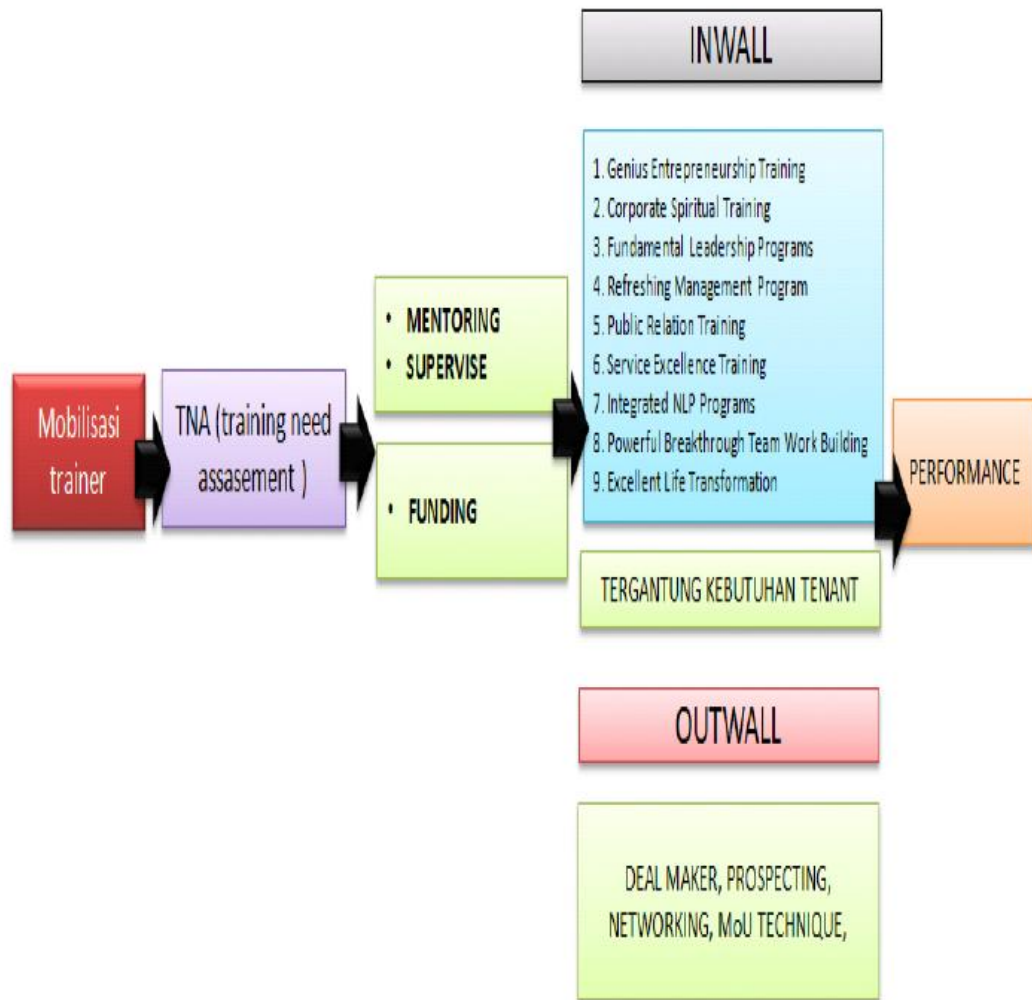 INWALL
1. Genius Entrepreneurship Training
2. Corporate Spiritual Training
3. Fundamental Leadership Programs
4. Refreshing Management Program
5. Public Relation Training
6. Service Excellence Training
7. Integrated NLP Programs
8. Powerful Breakthrough Team Work Building
9. Excellent Life Transformation
• MENTORING
• SUPERVISE
• FUNDING
Mobilisasi
trainer
TNA (training need
assasement )
PERFORMANCE
TERGANTUNG KEBUTUHAN TENANT
OUTWALL
DEAL MAKER, PROSPECTING,
NETWORKING, MoU TECHNIQUE,